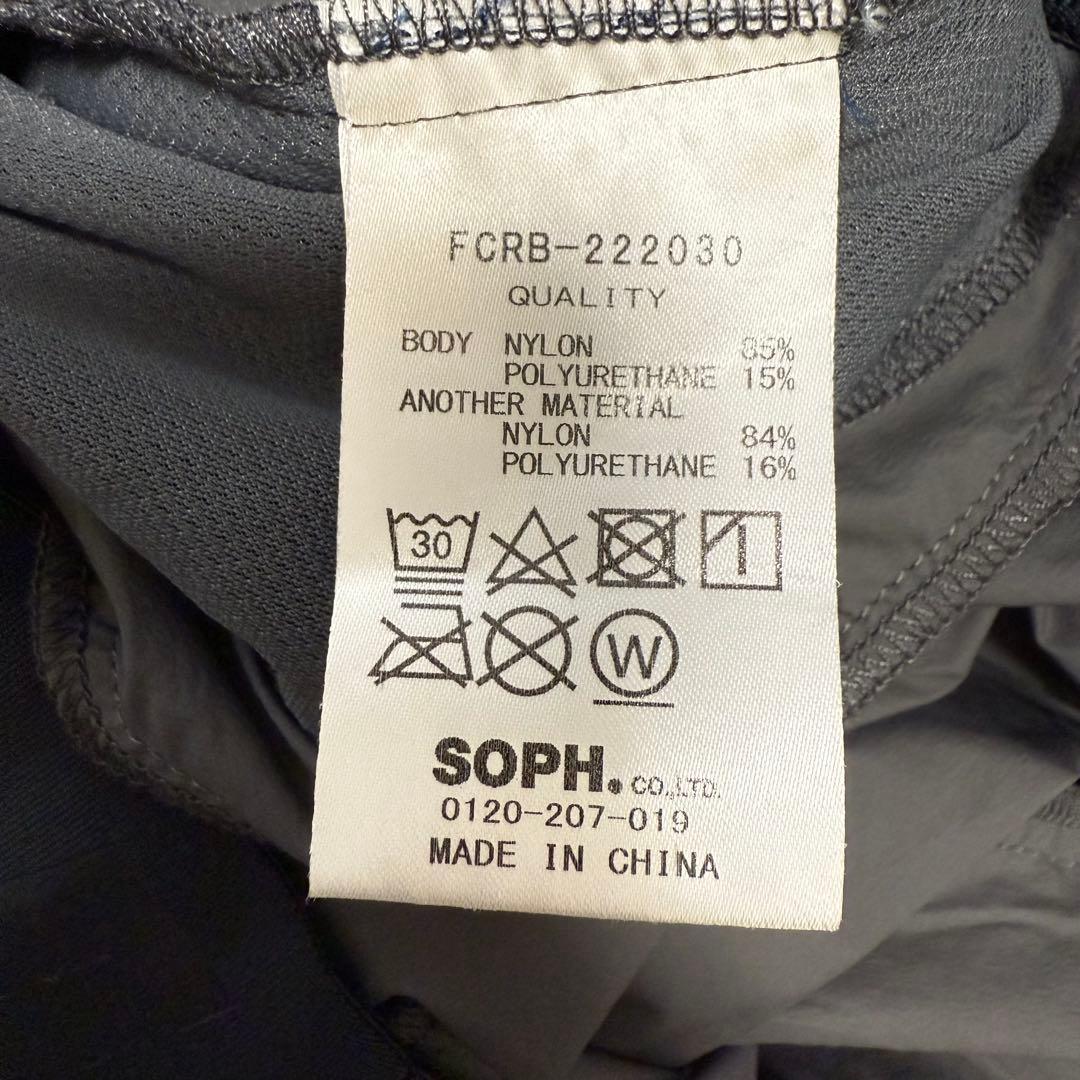 FCRB-222030
QUALITY
BODY NYLON 85%
POLYURETHANE 15%
ANOTHER MATERIAL
NYLON 84%
POLYURETHANE 16%
30
W
SOPH. CO.,LTD.
0120-207-019
MADE IN CHINA